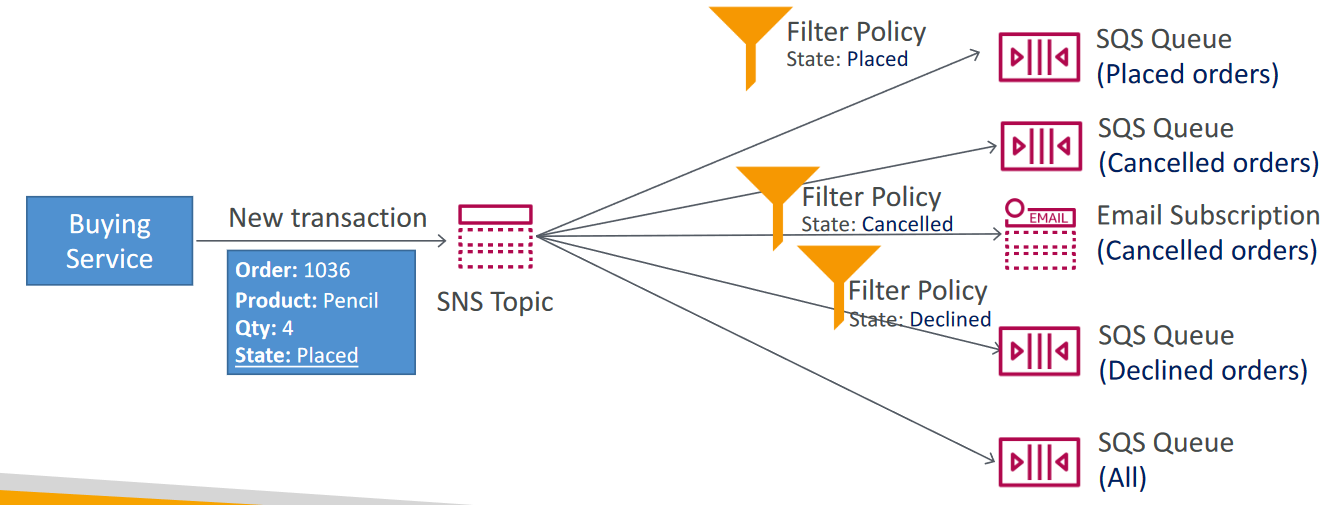 Filter Policy
State: Placed
SQS Queue
(Placed orders)
SQS Queue
(Cancelled orders)
Buying
Service
New transaction
Order: 1036
Product: Pencil
Qty: 4
State: Placed
SNS Topic
Filter Policy
State: Cancelled
EMAIL
Email Subscription
(Cancelled orders)
Filter Policy
State: Declined
SQS Queue
(Declined orders)
SQS Queue
(All)